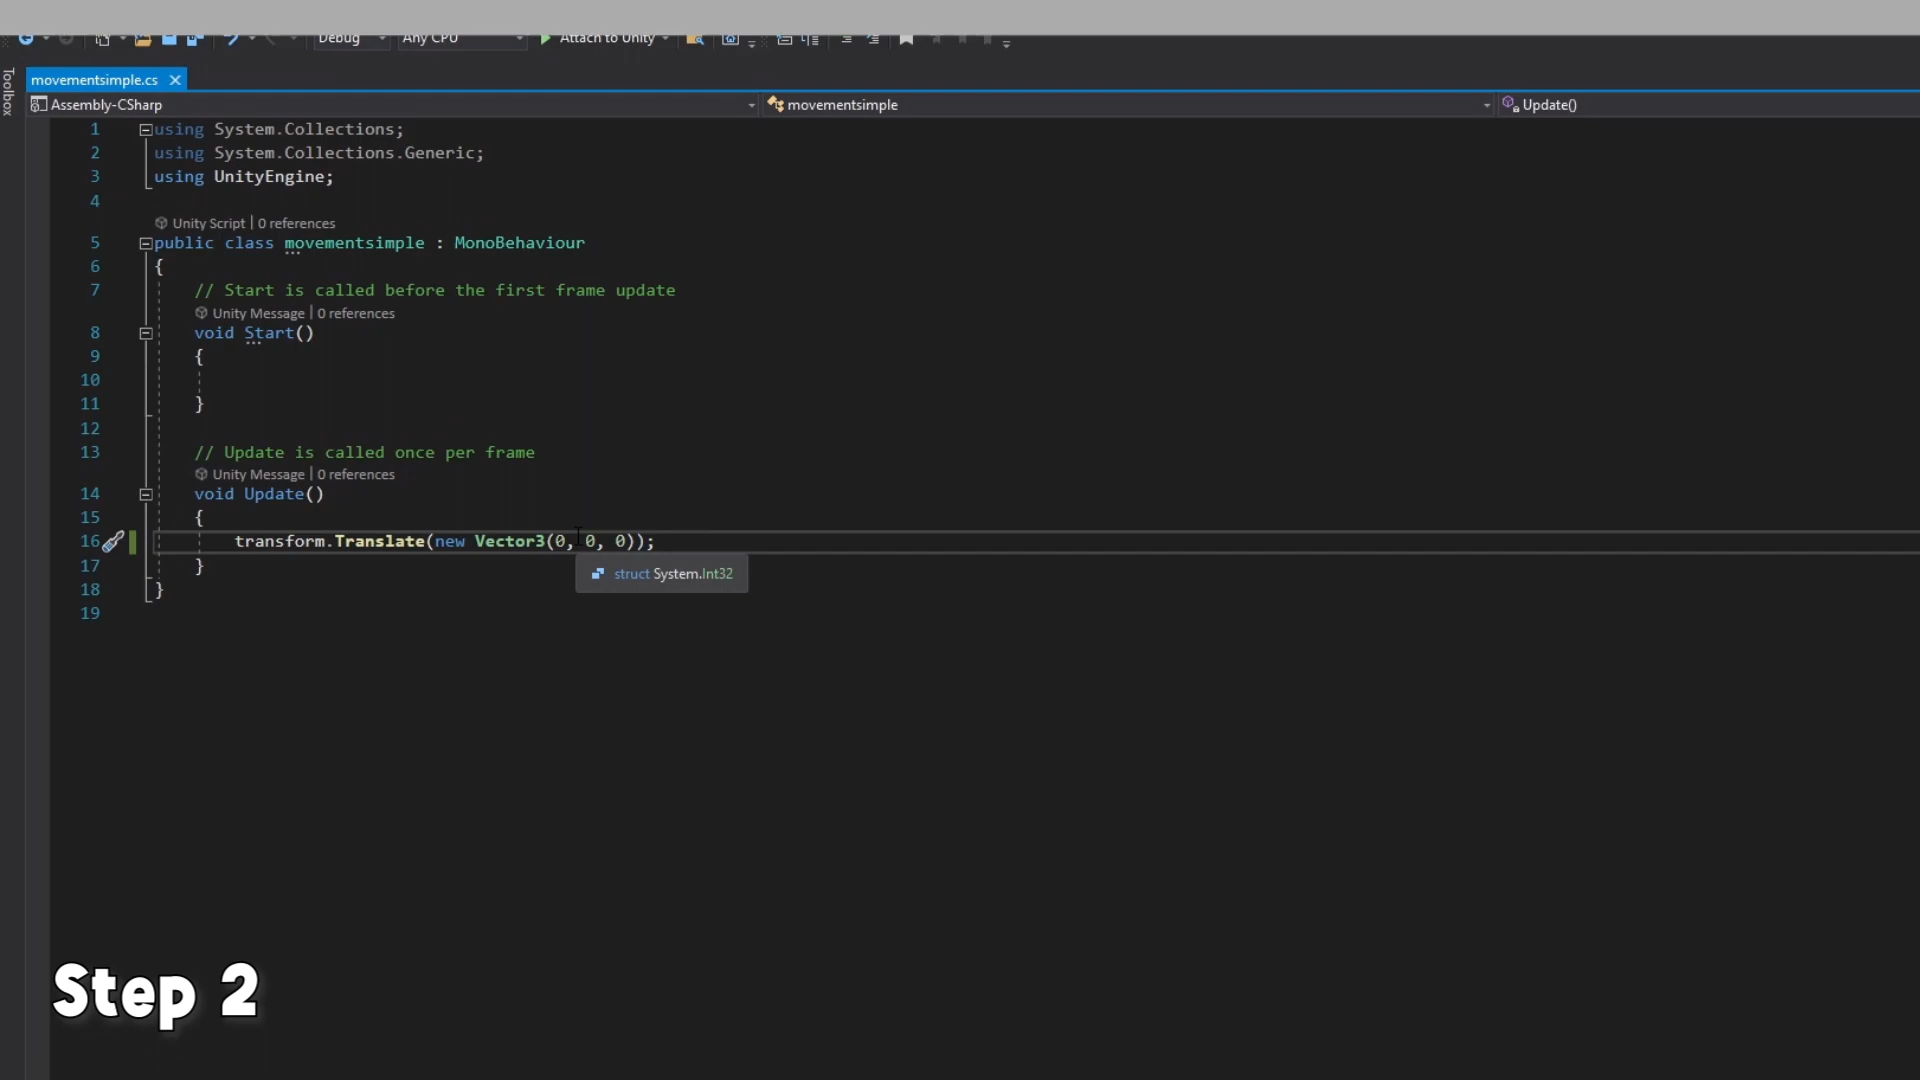 Debug Any CPU Attach to Unity
Toolbox
movementsimple.cs
Assembly-CSharp movementsimple Update()
1 using System.Collections;
2 using System.Collections.Generic;
3 using UnityEngine;
4
Unity Script | 0 references
5 public class movementsimple : MonoBehaviour
6 {
7 // Start is called before the first frame update
Unity Message | 0 references
8 void Start()
9 {
10
11 }
12
13 // Update is called once per frame
Unity Message | 0 references
14 void Update()
15 {
16 transform.Translate(new Vector3(0, 0, 0));
17 }
struct System.Int32
18 }
19
Step 2